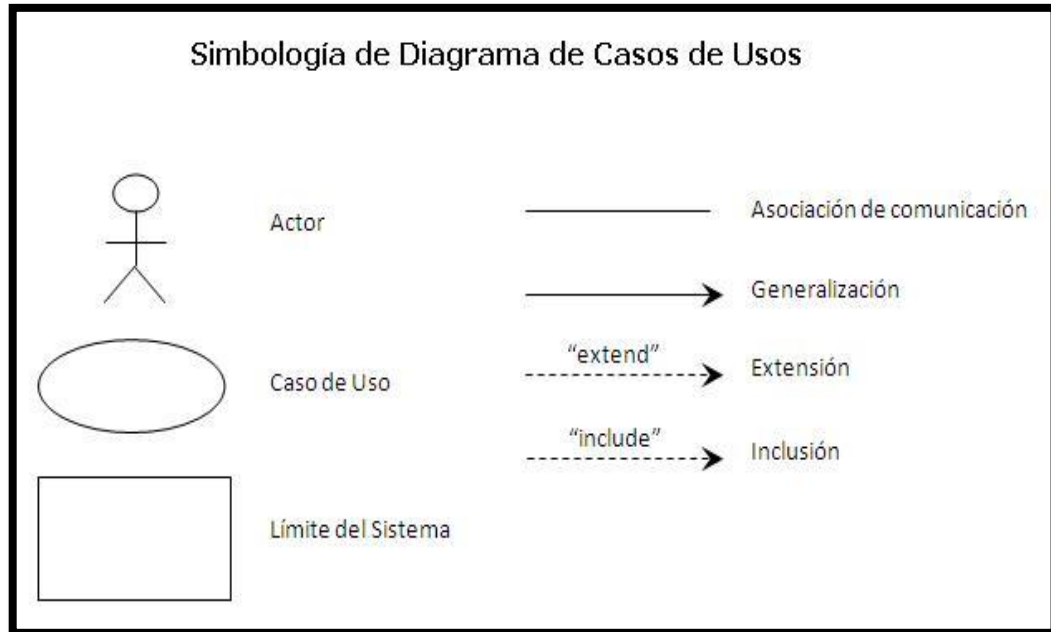 Simbología de Diagrama de Casos de Usos
Actor
Asociación de comunicación
Generalización
Caso de Uso
"extend"
Extensión
"include"
Inclusión
Límite del Sistema